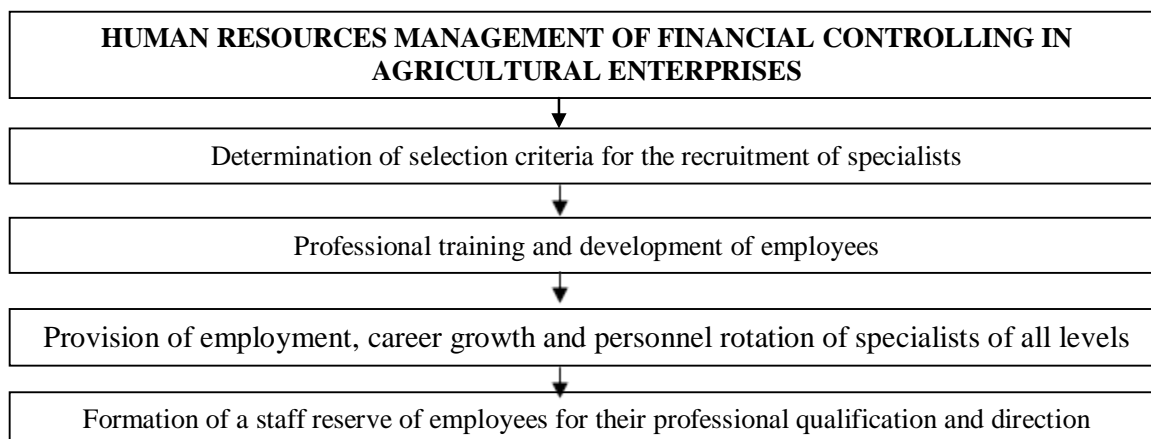 HUMAN RESOURCES MANAGEMENT OF FINANCIAL CONTROLLING IN
AGRICULTURAL ENTERPRISES
Determination of selection criteria for the recruitment of specialists
Professional training and development of employees
Provision of employment, career growth and personnel rotation of specialists of all levels
Formation of a staff reserve of employees for their professional qualification and direction